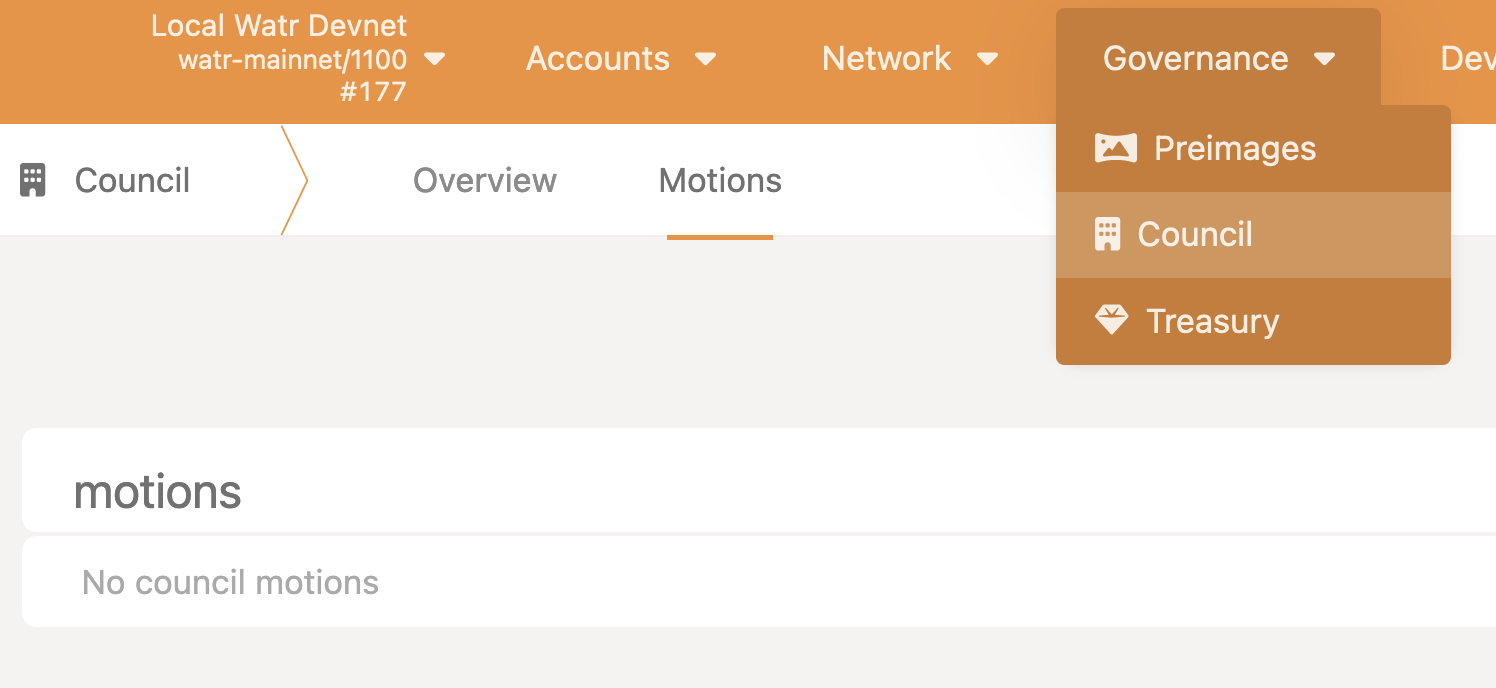 Local Watr Devnet
watr-mainnet/1100
#177
Accounts
Network
Governance
Dev
Preimages
Council
Treasury
Council
Overview
Motions
motions
No council motions